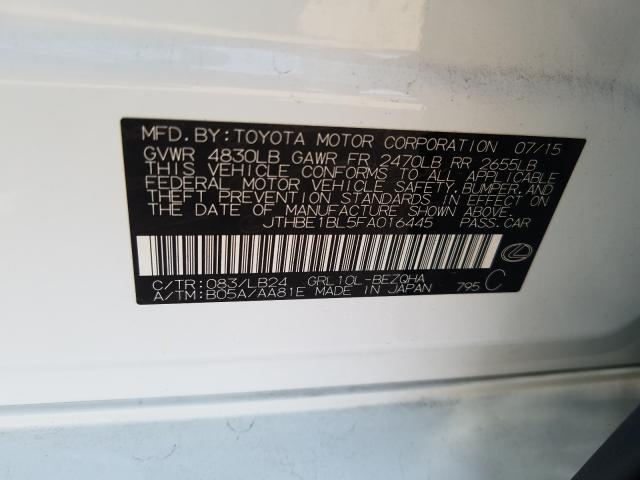 MFD. BY: TOYOTA MOTOR CORPORATION 07/15
GVWR 4830LB GAWR FR 2470LB RR 2655LB
THIS VEHICLE CONFORMS TO ALL APPLICABLE
FEDERAL MOTOR VEHICLE SAFETY, BUMPER, AND
THEFT PREVENTION STANDARDS IN EFFECT ON
THE DATE OF MANUFACTURE SHOWN ABOVE.
JTHBE1BL5FA016445 PASS. CAR
C/TR: 083/LB24 GRL10L-BEZQHA
A/TM: B05A/AA81E MADE IN JAPAN 795 C